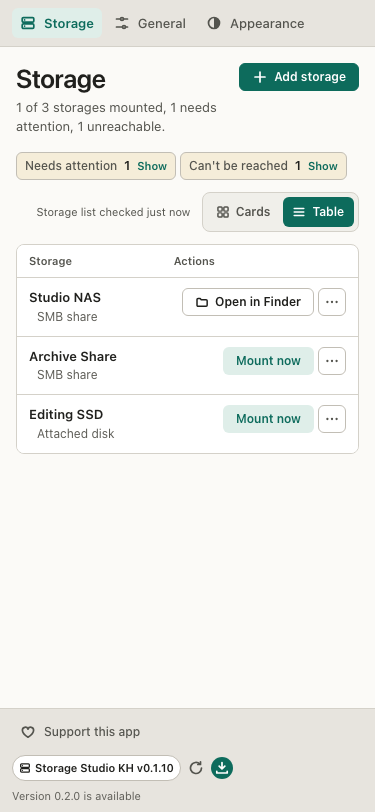 Storage General Appearance
Storage
Add storage
1 of 3 storages mounted, 1 needs
attention, 1 unreachable.
Needs attention 1 Show Can't be reached 1 Show
Storage list checked just now Cards Table
Storage Actions
Studio NAS
SMB share
Open in Finder
Archive Share
SMB share
Mount now
Editing SSD
Attached disk
Mount now
Support this app
Storage Studio KH v0.1.10
Version 0.2.0 is available